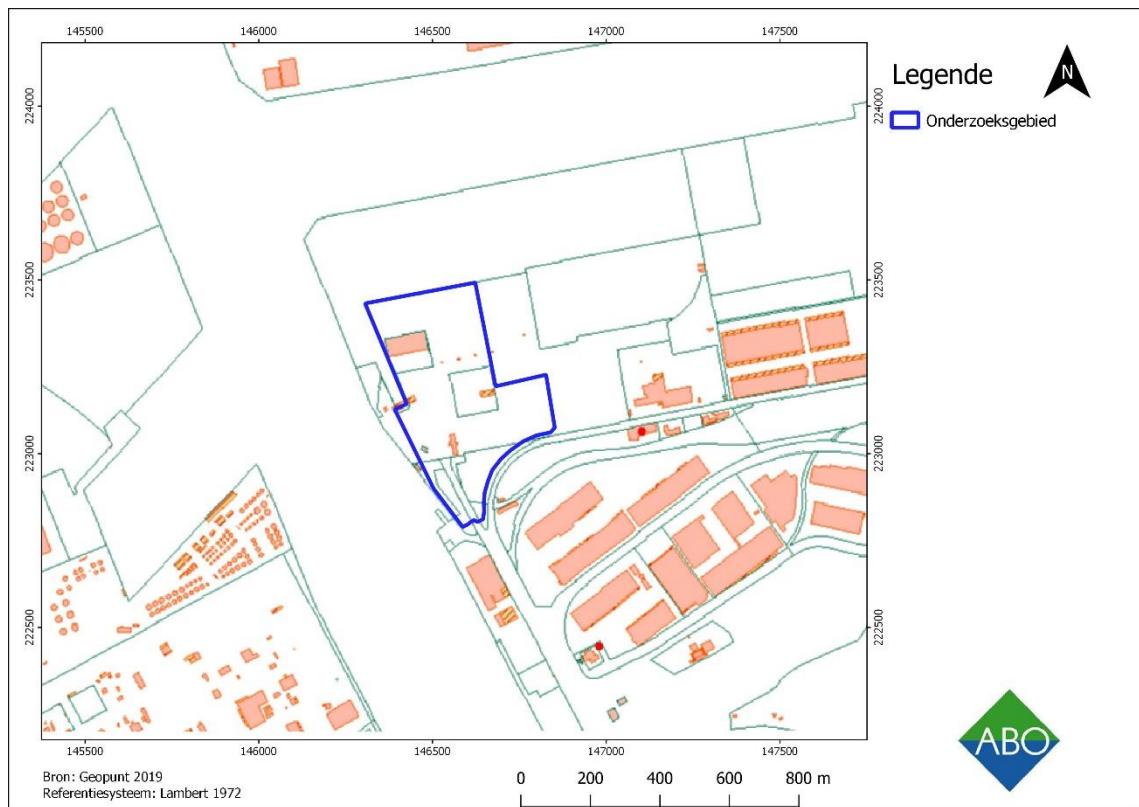 145500 146000 146500 147000 147500
Legende
N
Onderzoeksgebied
224000 224000
223500 223500
223000 223000
222500 222500
145500 146000 146500 147000 147500
Bron: Geopunt 2019
Referentiesysteem: Lambert 1972
0 200 400 600 800 m
ABO